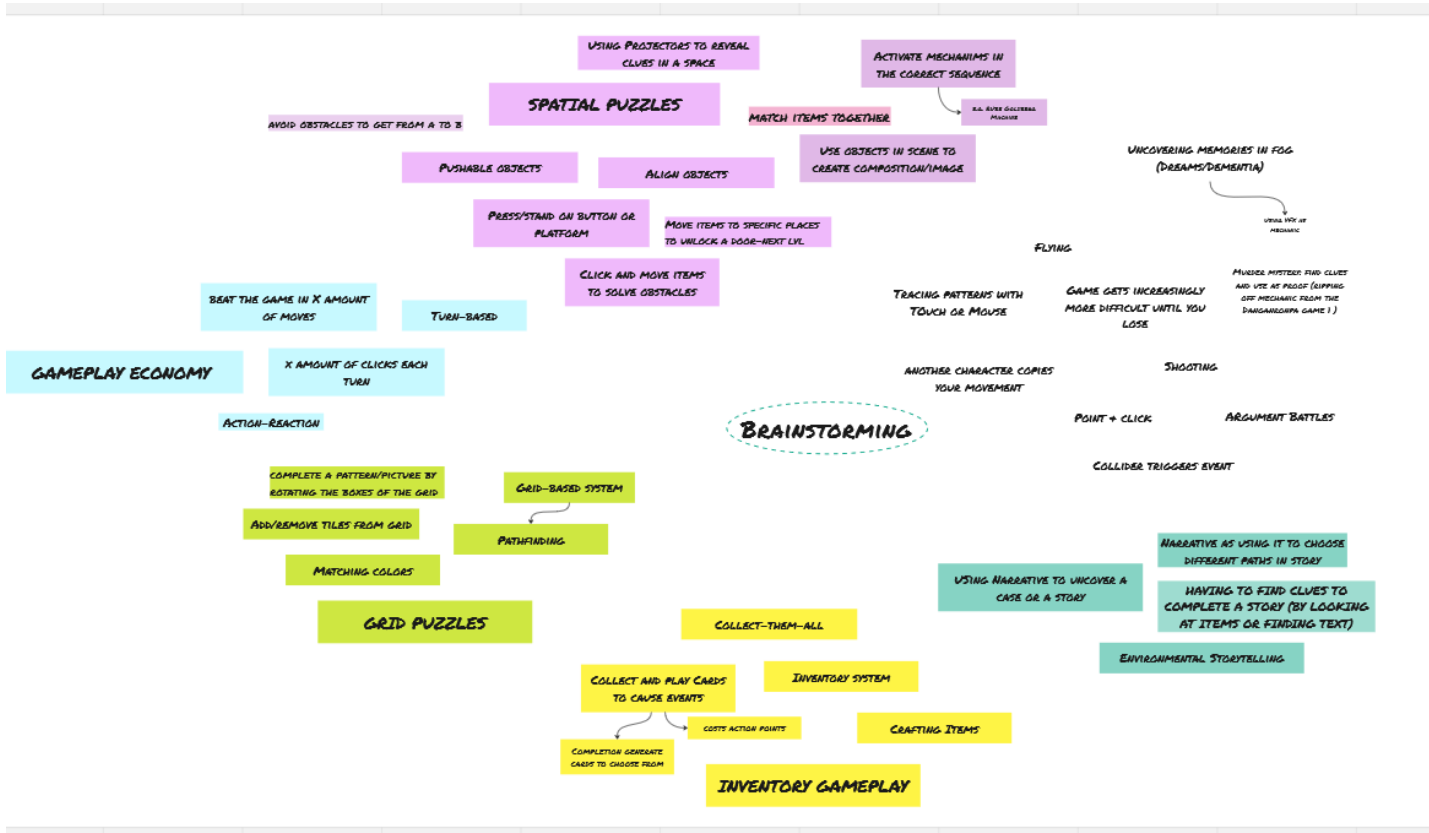 Using Projectors to reveal
clues in a space
Activate mechanims in
the correct sequence
e.g. Rube Goldberg
Machine
SPATIAL PUZZLES
MATCH ITEMS TOGETHER
AVOID OBSTACLES TO GET FROM A TO B
Use objects in scene to
create composition/image
Pushable objects
Align objects
Uncovering memories in fog
(Dreams/Dementia)
Using VFX as
mechanic
Press/stand on button or
platform
Move items to specific places
to unlock a door-next lvl
Click and move items
to solve obstacles
Flying
Tracing patterns with
TOuch or Mouse
Game gets increasingly
more difficult until you
lose
Murder mystery: find clues
and use as proof (ripping
off mechanic from the
Danganronpa game 1 )
BEAT THE GAME IN X AMOUNT
OF MOVES
Turn-based
GAMEPLAY ECONOMY
X AMOUNT OF CLICKS EACH
TURN
Action-Reaction
ANOTHER CHARACTER COPIES
YOUR MOVEMENT
Shooting
Brainstorming
Point + click
ARgument Battles
Collider triggers event
COMPLETE A PATTERN/PICTURE BY
ROTATING THE BOXES OF THE GRID
Grid-based system
Add/remove tiles from grid
Pathfinding
Matching colors
GRID PUZZLES
Narrative as using it to choose
different paths in story
USing Narrative to uncover a
case or a story
HAVING TO FIND CLUES TO
COMPLETE A STORY (BY LOOKING
AT ITEMS OR FINDING TEXT)
Environmental Storytelling
Collect-them-all
Collect and play Cards
to cause events
Inventory system
costs action points
Crafting Items
Completion generate
cards to choose from
INVENTORY GAMEPLAY